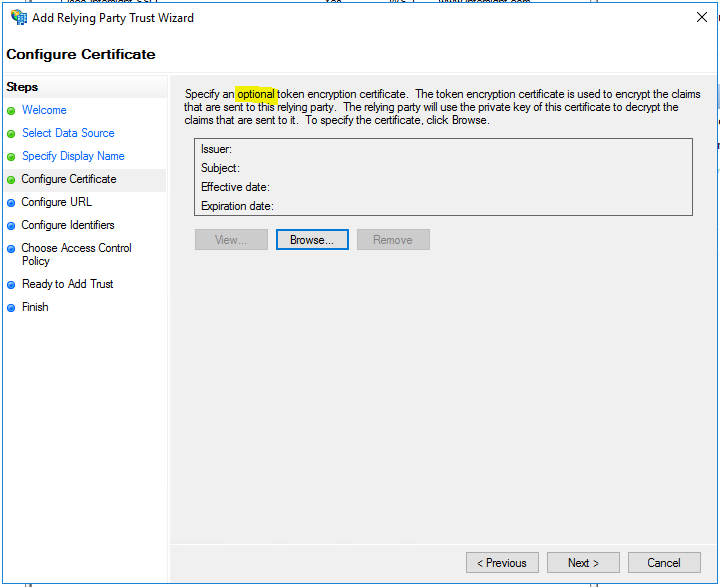 Add Relying Party Trust Wizard
Configure Certificate
Steps
Welcome
Select Data Source
Specify Display Name
Configure Certificate
Configure URL
Configure Identifiers
Choose Access Control
Policy
Ready to Add Trust
Finish
Specify an optional token encryption certificate. The token encryption certificate is used to encrypt the claims
that are sent to this relying party. The relying party will use the private key of this certificate to decrypt the
claims that are sent to it. To specify the certificate, click Browse.
Issuer:
Subject:
Effective date:
Expiration date:
View...
Browse...
Remove
< Previous
Next >
Cancel